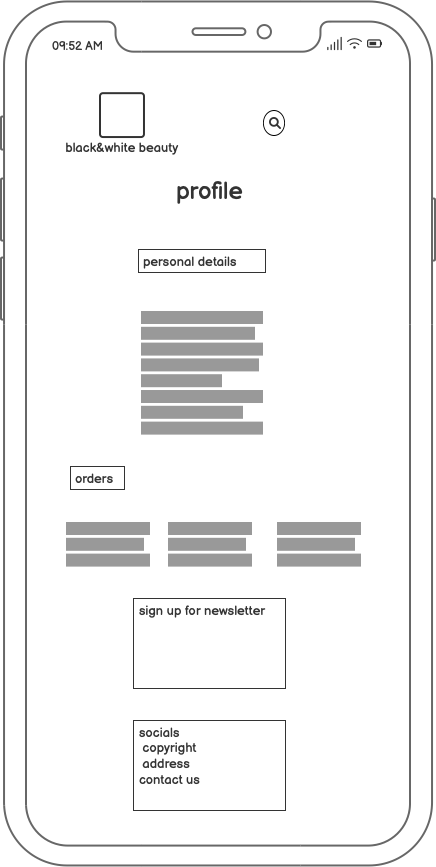 09:52 AM
black&white beauty
profile
personal details
orders
sign up for newsletter
socials
copyright
address
contact us